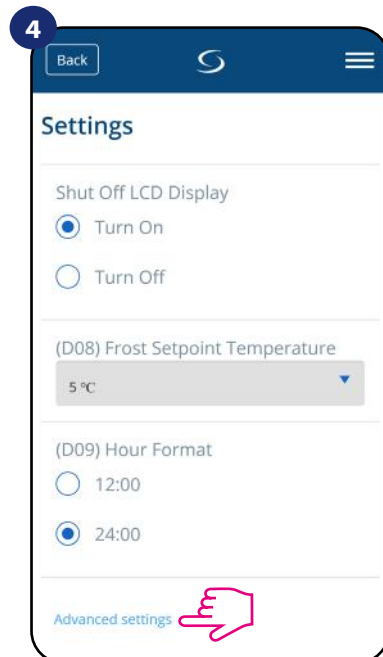 4
Back
Settings
Shut Off LCD Display
Turn On
Turn Off
(D08) Frost Setpoint Temperature
5 °C
(D09) Hour Format
12:00
24:00
Advanced settings